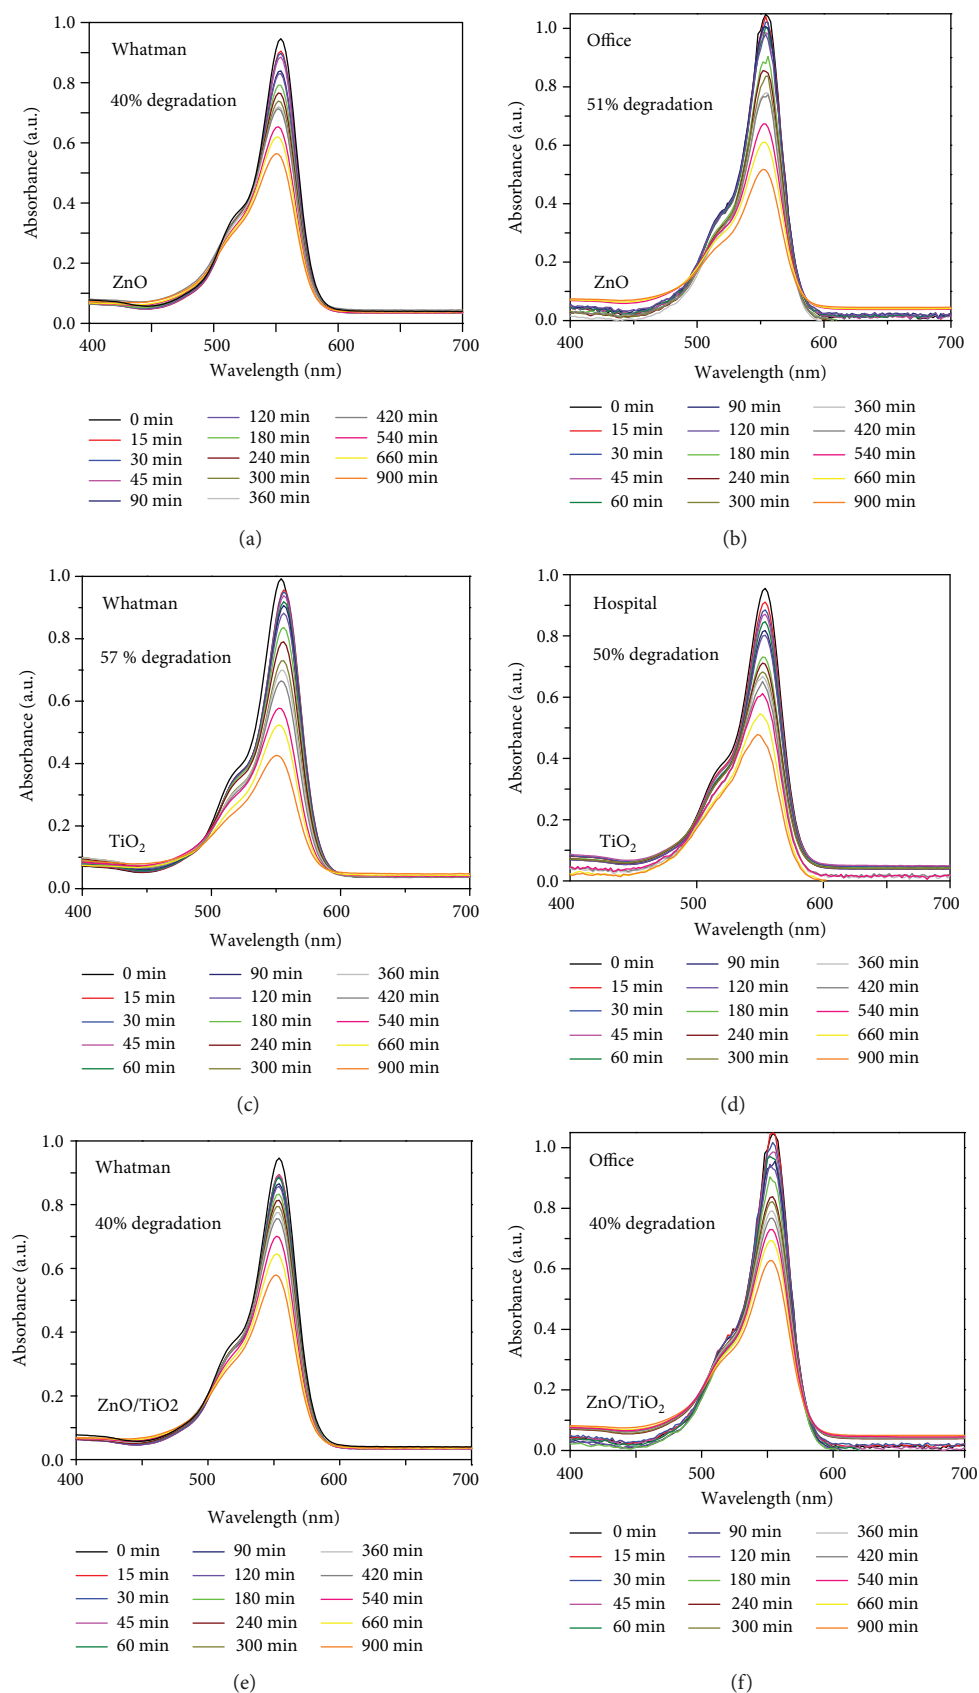 1.0
0.8
0.6
0.4
0.2
0.0
Absorbance (a.u.)
Whatman
40% degradation
ZnO
400 500 600 700
Wavelength (nm)
0 min 120 min 420 min
15 min 180 min 540 min
30 min 240 min 660 min
45 min 300 min 900 min
90 min 360 min
(a)
1.0
0.8
0.6
0.4
0.2
0.0
Absorbance (a.u.)
Office
51% degradation
ZnO
400 500 600 700
Wavelength (nm)
0 min 90 min 360 min
15 min 120 min 420 min
30 min 180 min 540 min
45 min 240 min 660 min
60 min 300 min 900 min
(b)
1.0
0.8
0.6
0.4
0.2
0.0
Absorbance (a.u.)
Whatman
57 % degradation
TiO2
400 500 600 700
Wavelength (nm)
0 min 90 min 360 min
15 min 120 min 420 min
30 min 180 min 540 min
45 min 240 min 660 min
60 min 300 min 900 min
(c)
1.0
0.8
0.6
0.4
0.2
0.0
Absorbance (a.u.)
Hospital
50% degradation
TiO2
400 500 600 700
Wavelength (nm)
0 min 90 min 360 min
15 min 120 min 420 min
30 min 180 min 540 min
45 min 240 min 660 min
60 min 300 min 900 min
(d)
1.0
0.8
0.6
0.4
0.2
0.0
Absorbance (a.u.)
Whatman
40% degradation
ZnO/TiO2
400 500 600 700
Wavelength (nm)
0 min 90 min 360 min
15 min 120 min 420 min
30 min 180 min 540 min
45 min 240 min 660 min
60 min 300 min 900 min
(e)
1.0
0.8
0.6
0.4
0.2
0.0
Absorbance (a.u.)
Office
40% degradation
ZnO/TiO2
400 500 600 700
Wavelength (nm)
0 min 90 min 360 min
15 min 120 min 420 min
30 min 180 min 540 min
45 min 240 min 660 min
60 min 300 min 900 min
(f)